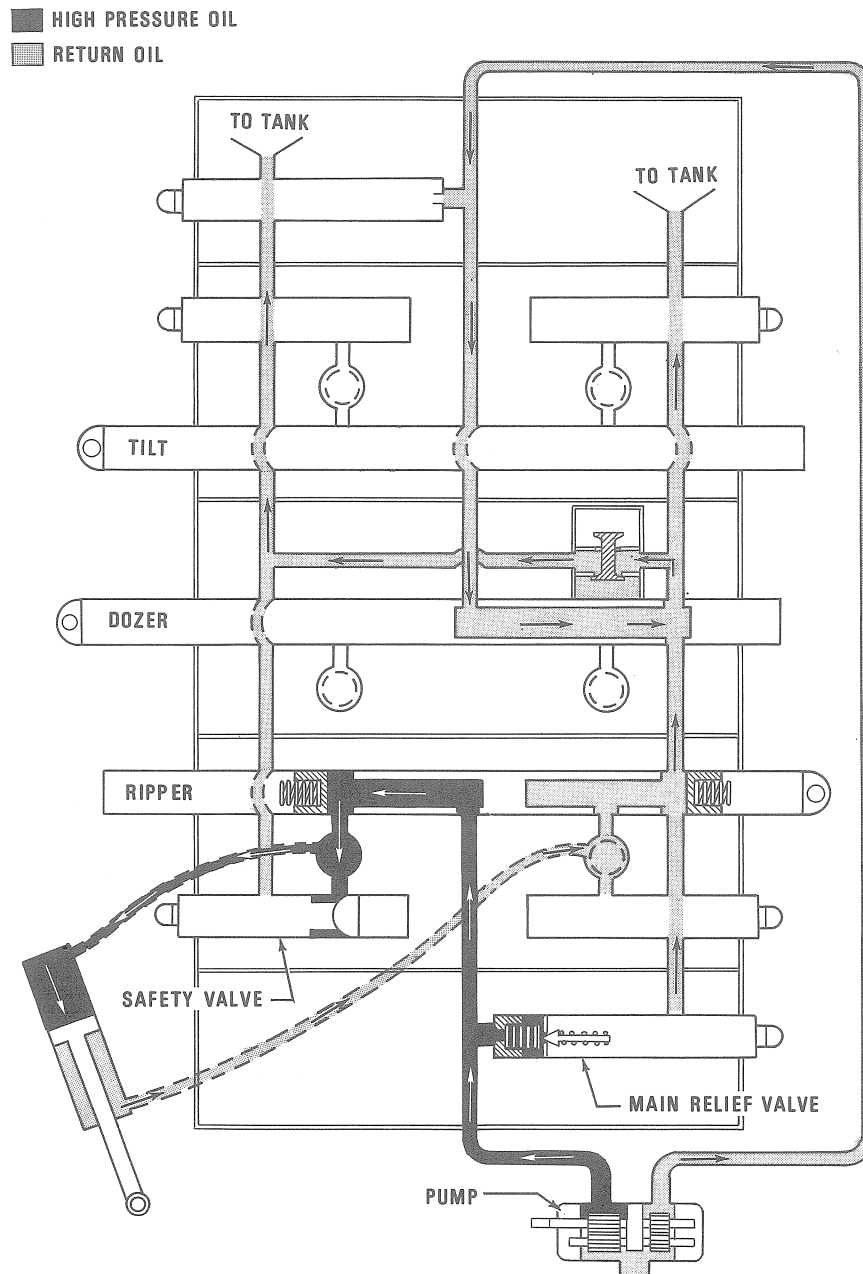 HIGH PRESSURE OIL
RETURN OIL
TO TANK
TO TANK
TILT
DOZER
RIPPER
SAFETY VALVE
MAIN RELIEF VALVE
PUMP